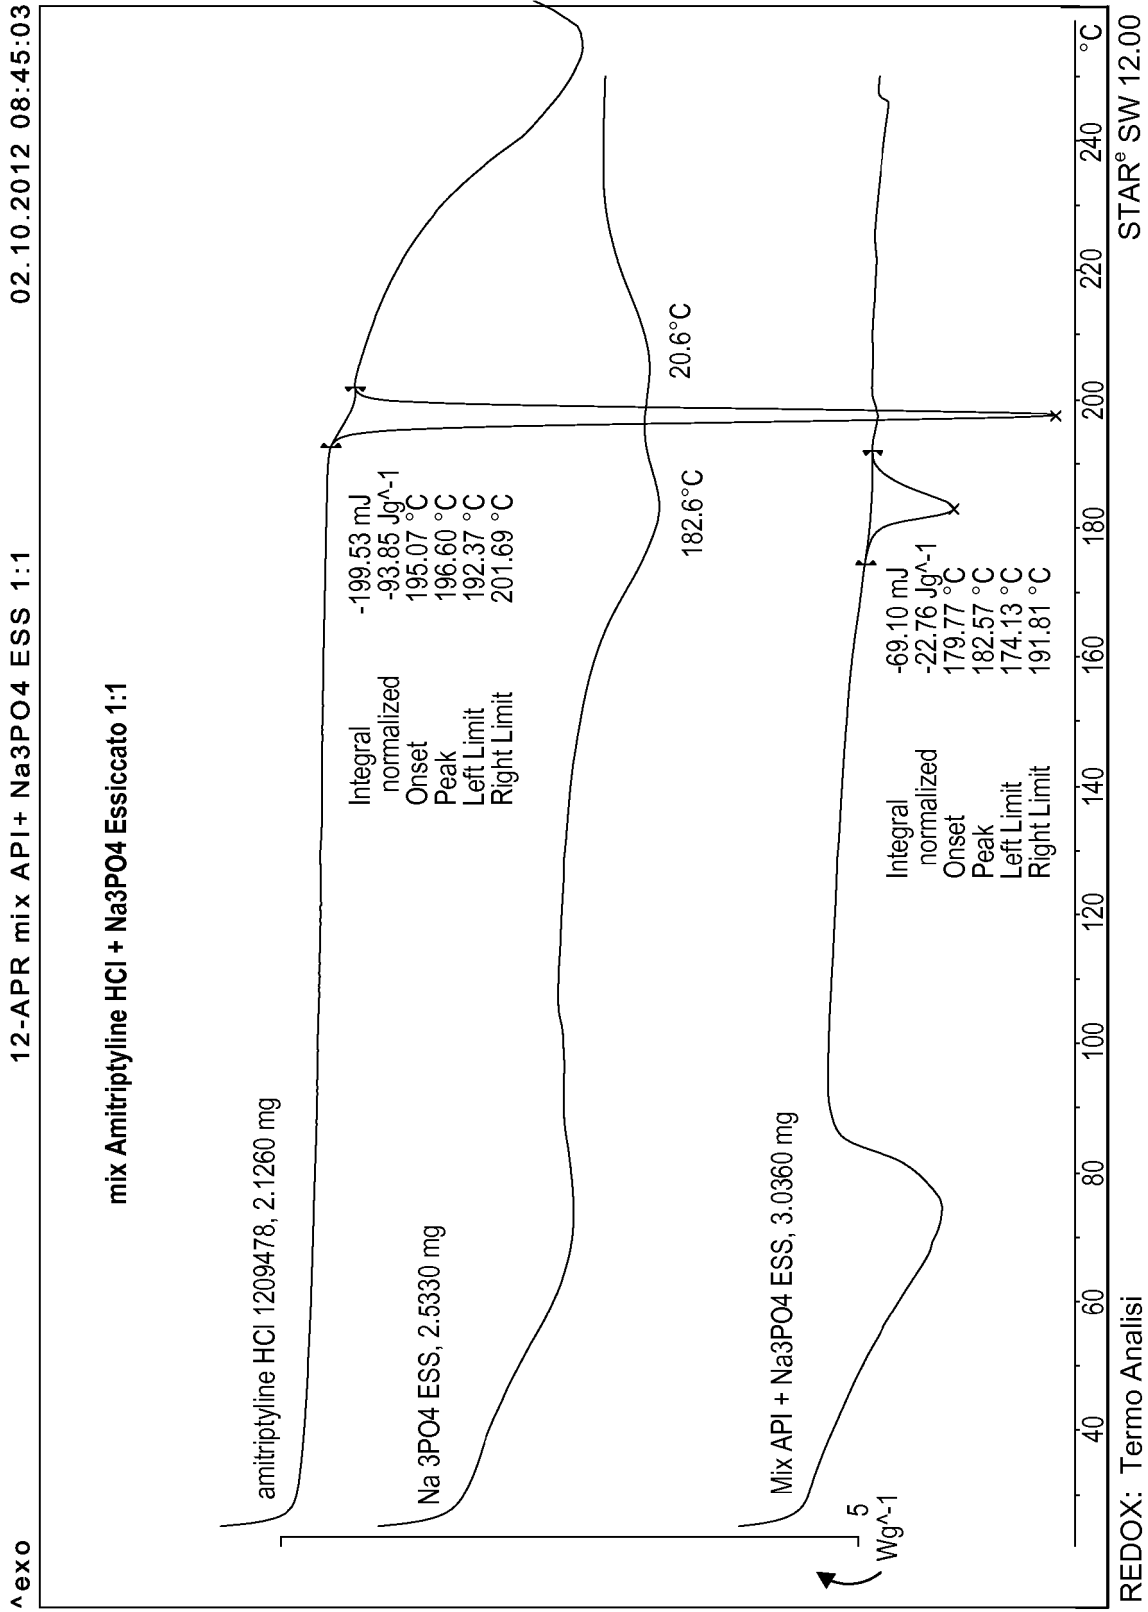 ^exo
12-APR mix API+ Na3PO4 ESS 1:1
02.10.2012 08:45:03
mix Amitriptyline HCl + Na3PO4 Essiccato 1:1
amitriptyline HCl 1209478, 2.1260 mg
Integral -199.53 mJ
normalized -93.85 Jg^-1
Onset 195.07 °C
Peak 196.60 °C
Left Limit 192.37 °C
Right Limit 201.69 °C
Na 3PO4 ESS, 2.5330 mg
182.6°C
20.6°C
Mix API + Na3PO4 ESS, 3.0360 mg
Integral -69.10 mJ
normalized -22.76 Jg^-1
Onset 179.77 °C
Peak 182.57 °C
Left Limit 174.13 °C
Right Limit 191.81 °C
5
Wg^-1
40 60 80 100 120 140 160 180 200 220 240 °C
REDOX: Termo Analisi
STARe SW 12.00